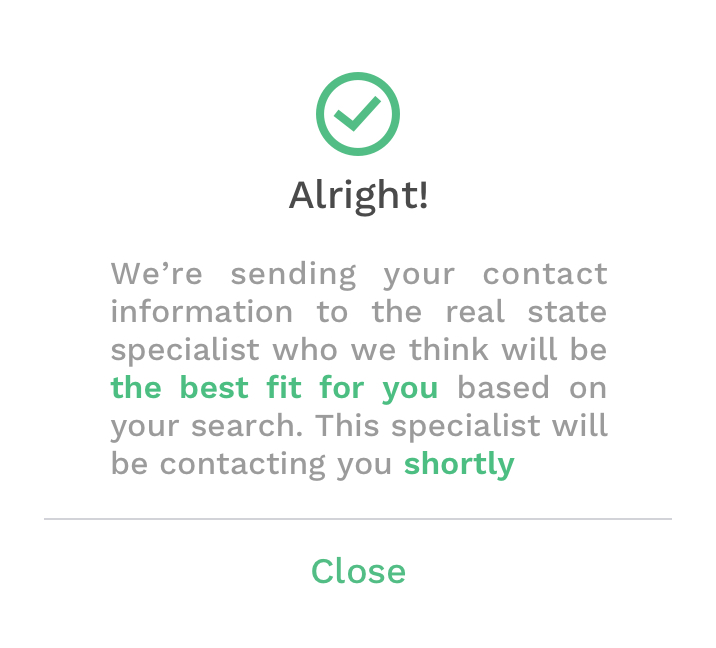 Alright!
We’re sending your contact
information to the real state
specialist who we think will be
the best fit for you based on
your search. This specialist will
be contacting you shortly
Close